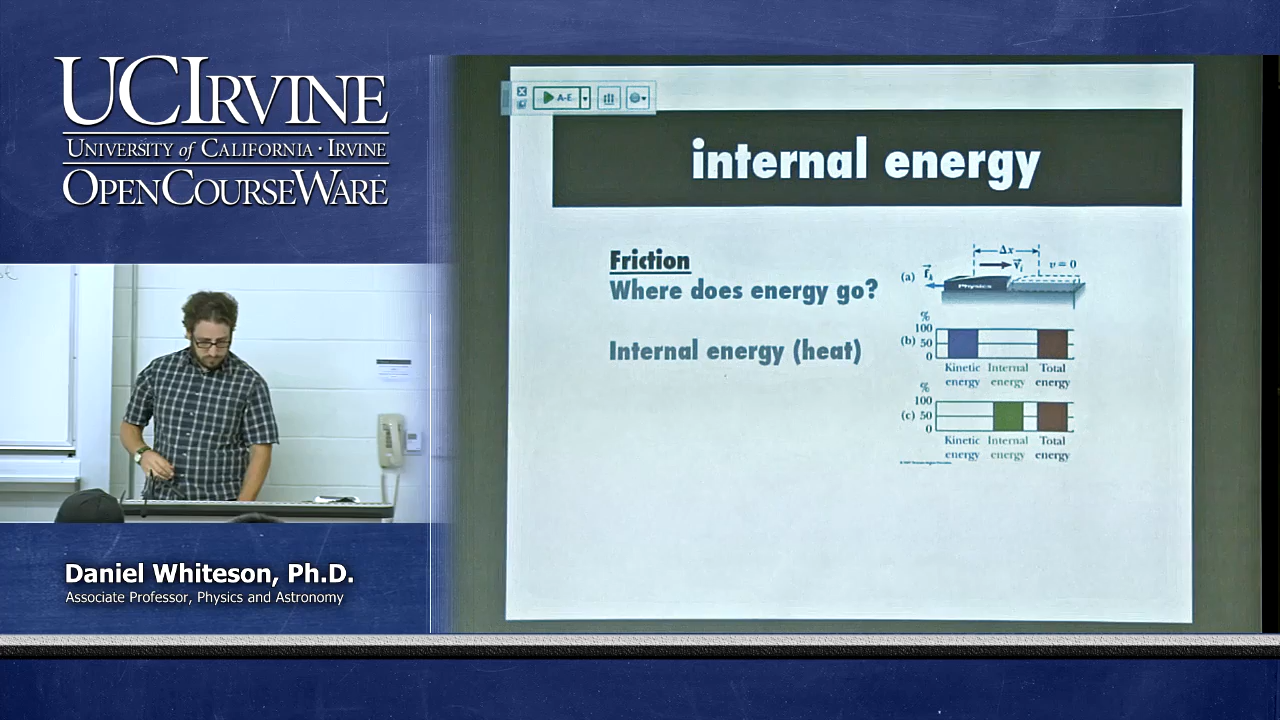 UCIRVINE
UNIVERSITY of CALIFORNIA · IRVINE
OPENCOURSEWARE
Daniel Whiteson, Ph.D.
Associate Professor, Physics and Astronomy
A-E
internal energy
Friction
Where does energy go?
Internal energy (heat)
Δx
(a) f⃗k v⃗i v = 0
Physics
%
100
(b) 50
0
Kinetic Internal Total
energy energy energy
%
100
(c) 50
0
Kinetic Internal Total
energy energy energy